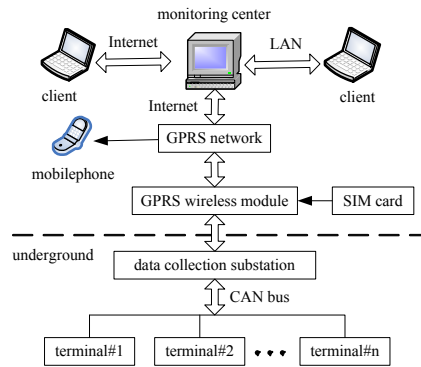 monitoring center
Internet
LAN
client
client
Internet
GPRS network
mobilephone
GPRS wireless module
SIM card
underground
data collection substation
CAN bus
terminal#1
terminal#2
terminal#n